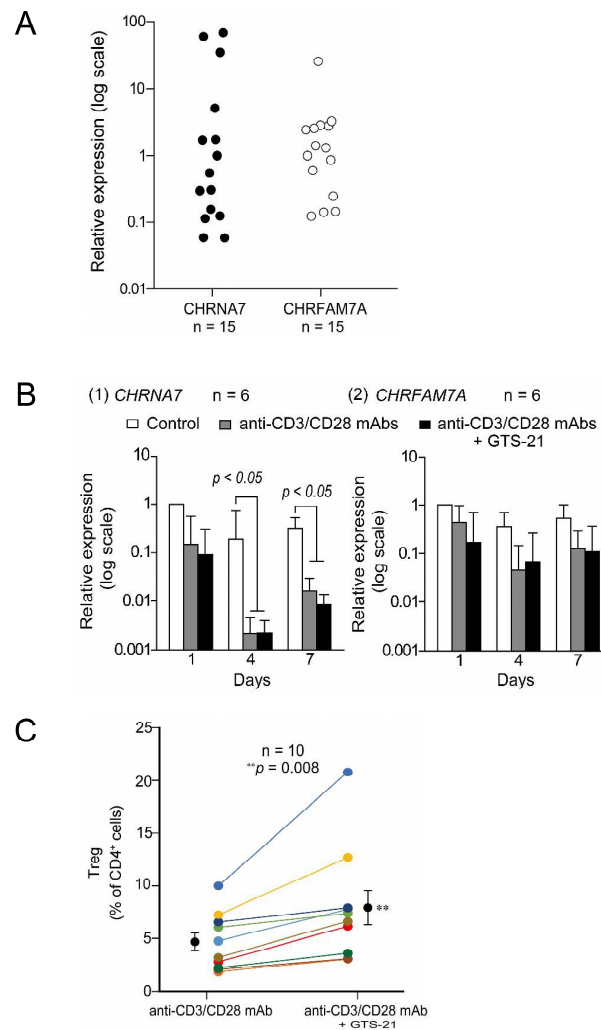 A
Relative expression (log scale)
100
10
1
0.1
0.01
CHRNA7
n = 15
CHRFAM7A
n = 15
B
(1) CHRNA7 n = 6
(2) CHRFAM7A n = 6
Control anti-CD3/CD28 mAbs anti-CD3/CD28 mAbs
+ GTS-21
Relative expression
(log scale)
10
1
0.1
0.01
0.001
p < 0.05
p < 0.05
1 4 7
Days
Relative expression
(log scale)
10
1
0.1
0.01
0.001
1 4 7
Days
C
Treg
(% of CD4⁺ cells)
25
20
15
10
5
0
n = 10
**p = 0.008
**
anti-CD3/CD28 mAb
anti-CD3/CD28 mAb
+ GTS-21